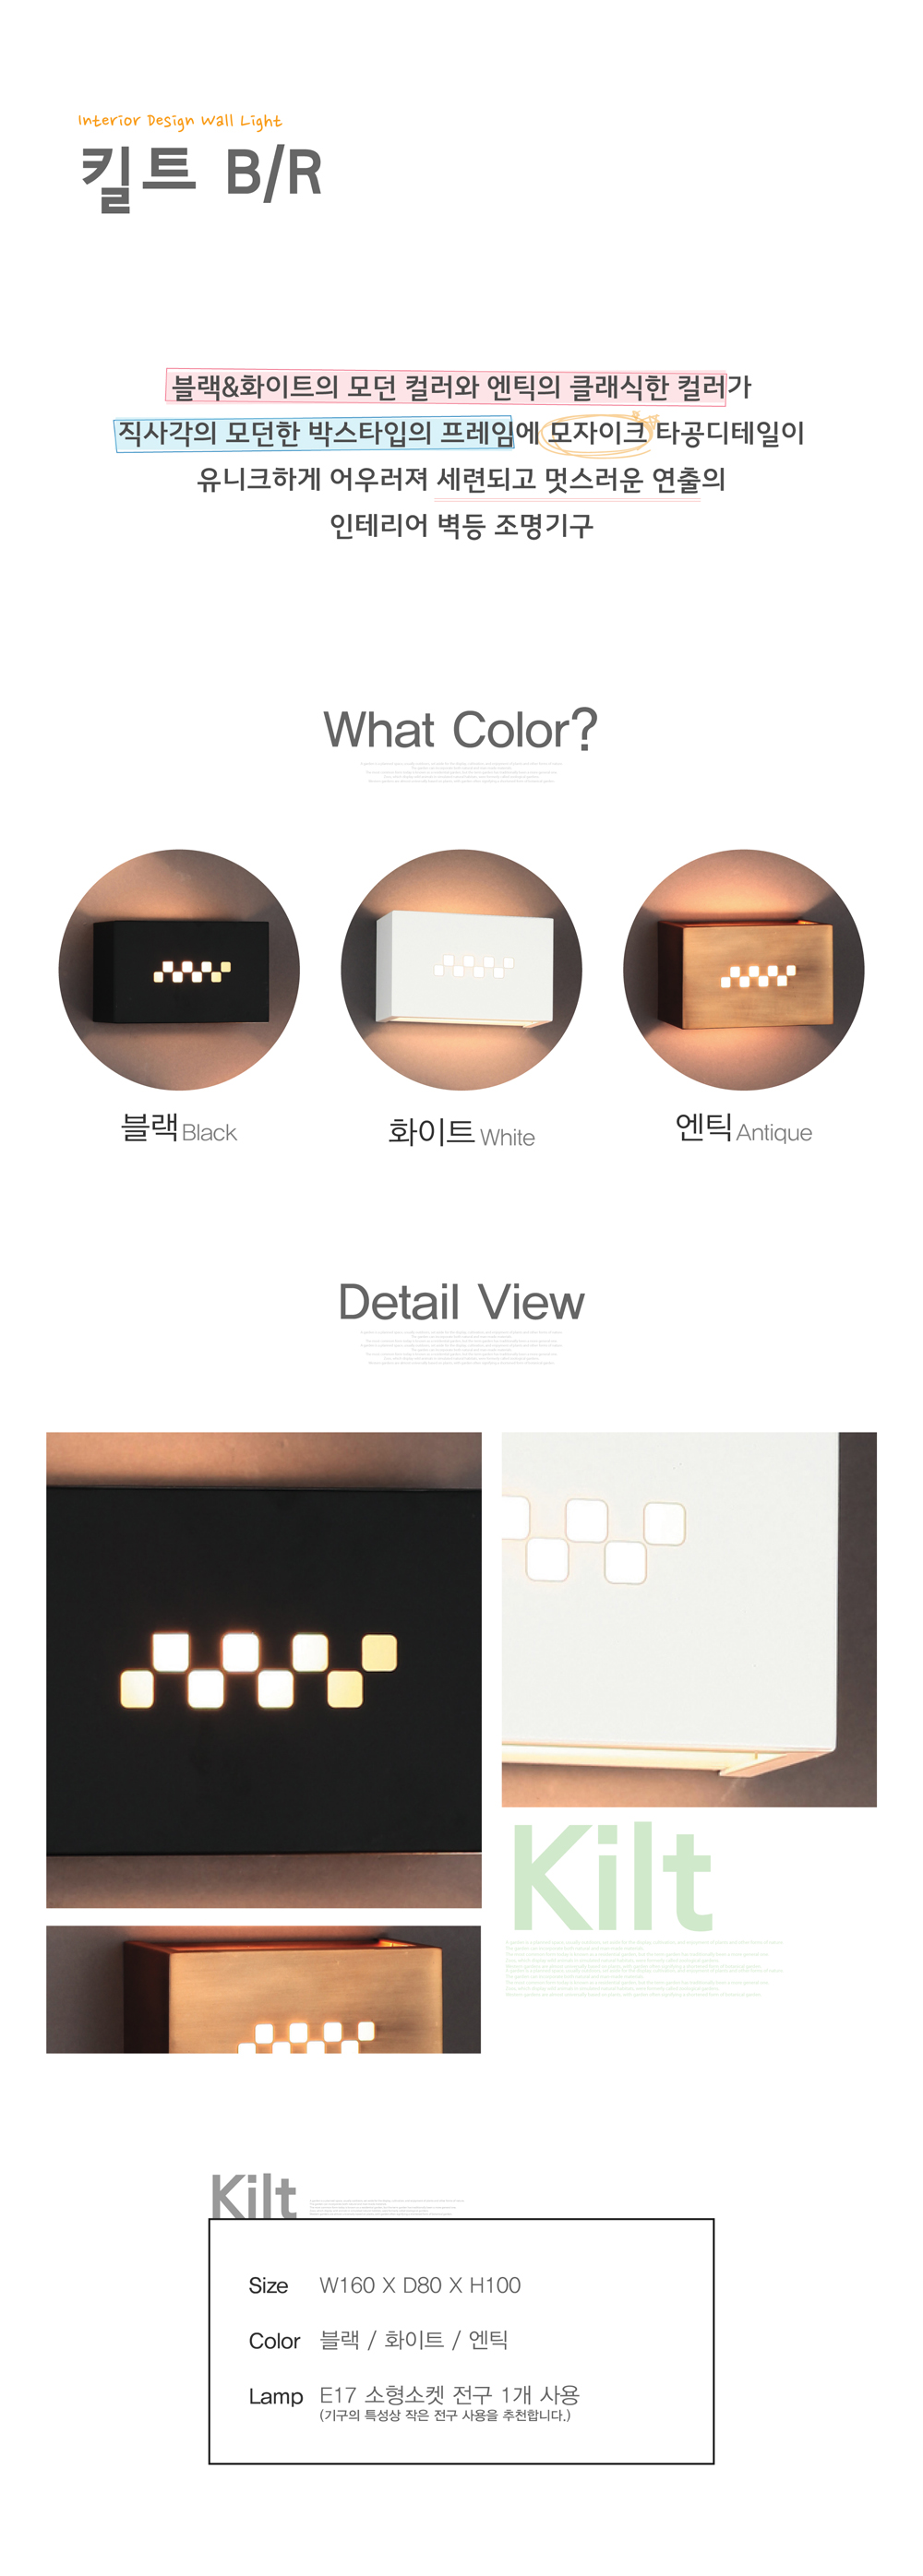 Interior Design Wall Light
킬트 B/R
블랙&화이트의 모던 컬러와 엔틱의 클래식한 컬러가
직사각의 모던한 박스타입의 프레임에 모자이크 타공디테일이
유니크하게 어우러져 세련되고 멋스러운 연출의
인테리어 벽등 조명기구
What Color?
블랙 Black
화이트 White
엔틱 Antique
Detail View
Kilt
Kilt
Size W160 X D80 X H100
Color 블랙 / 화이트 / 엔틱
Lamp E17 소형소켓 전구 1개 사용
(기구의 특성상 작은 전구 사용을 추천합니다.)